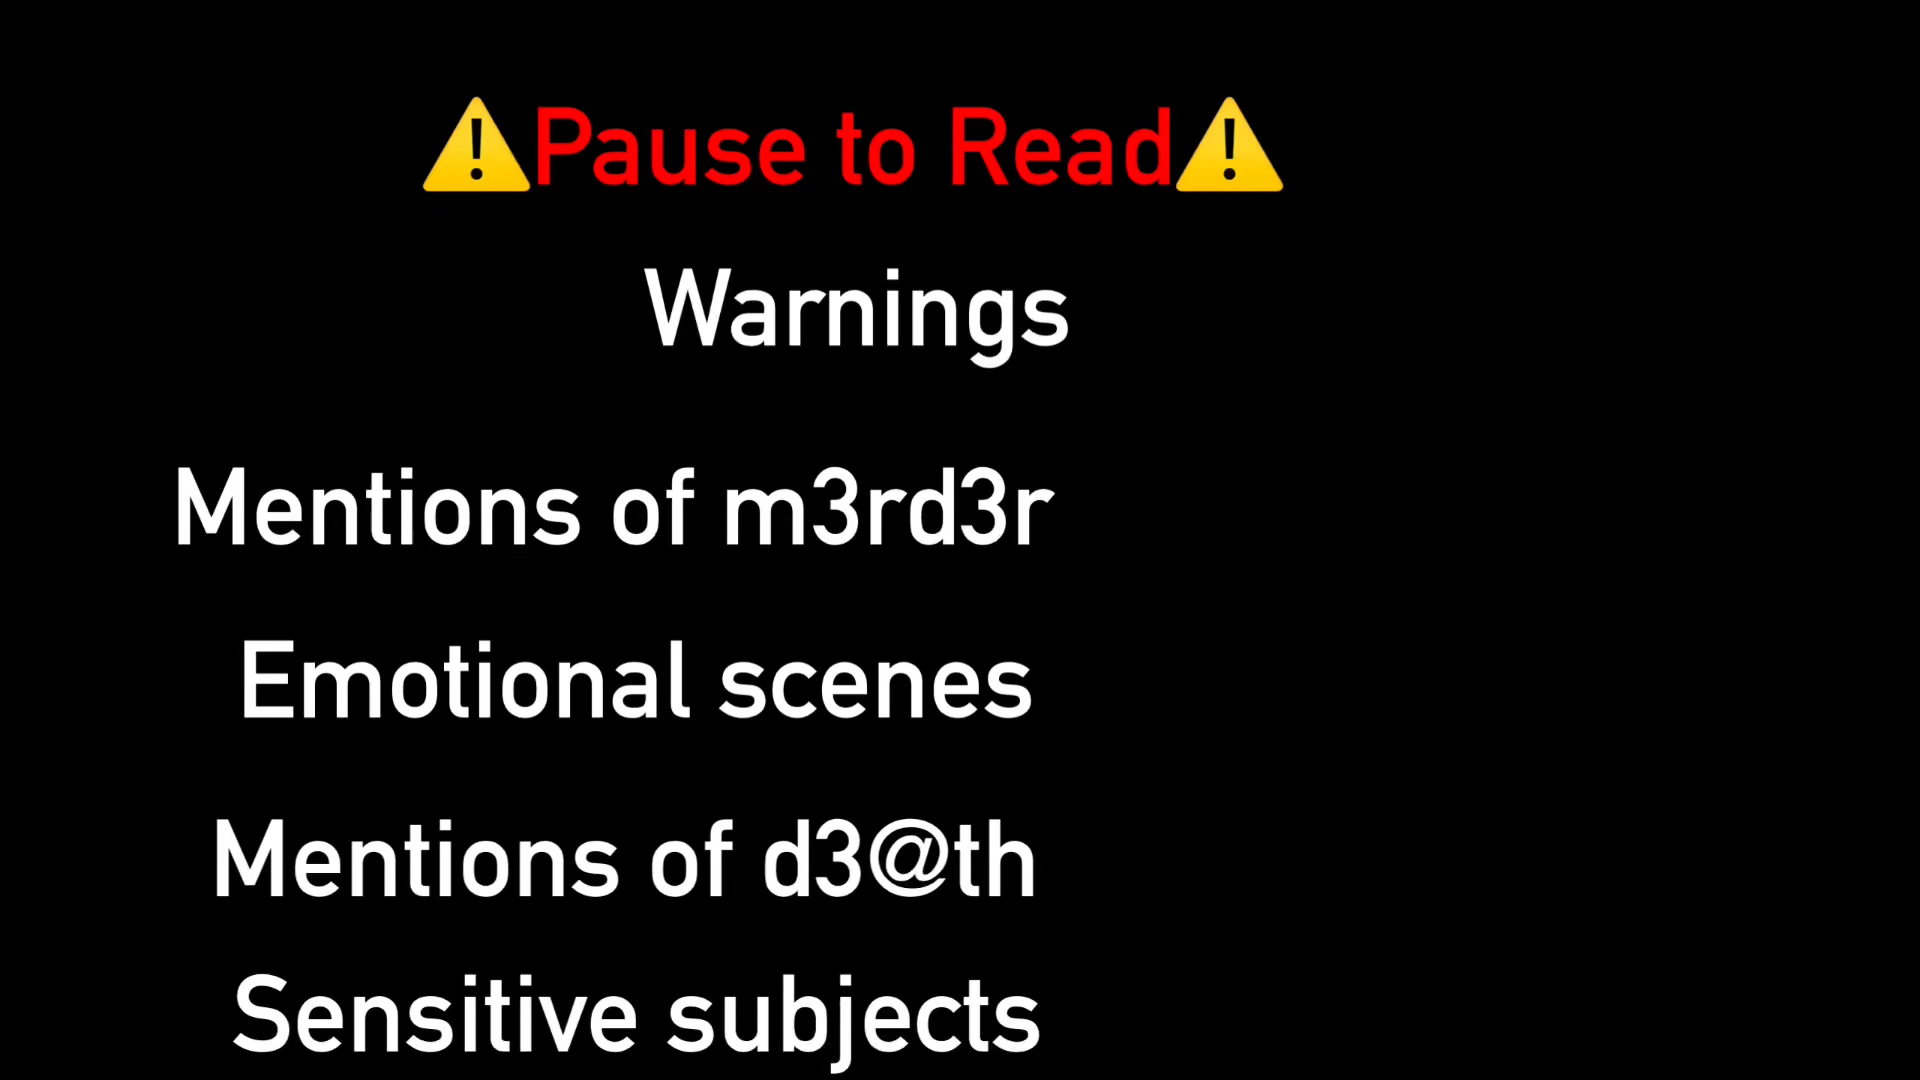 ⚠️Pause to Read⚠️
Warnings
Mentions of m3rd3r
Emotional scenes
Mentions of d3@th
Sensitive subjects